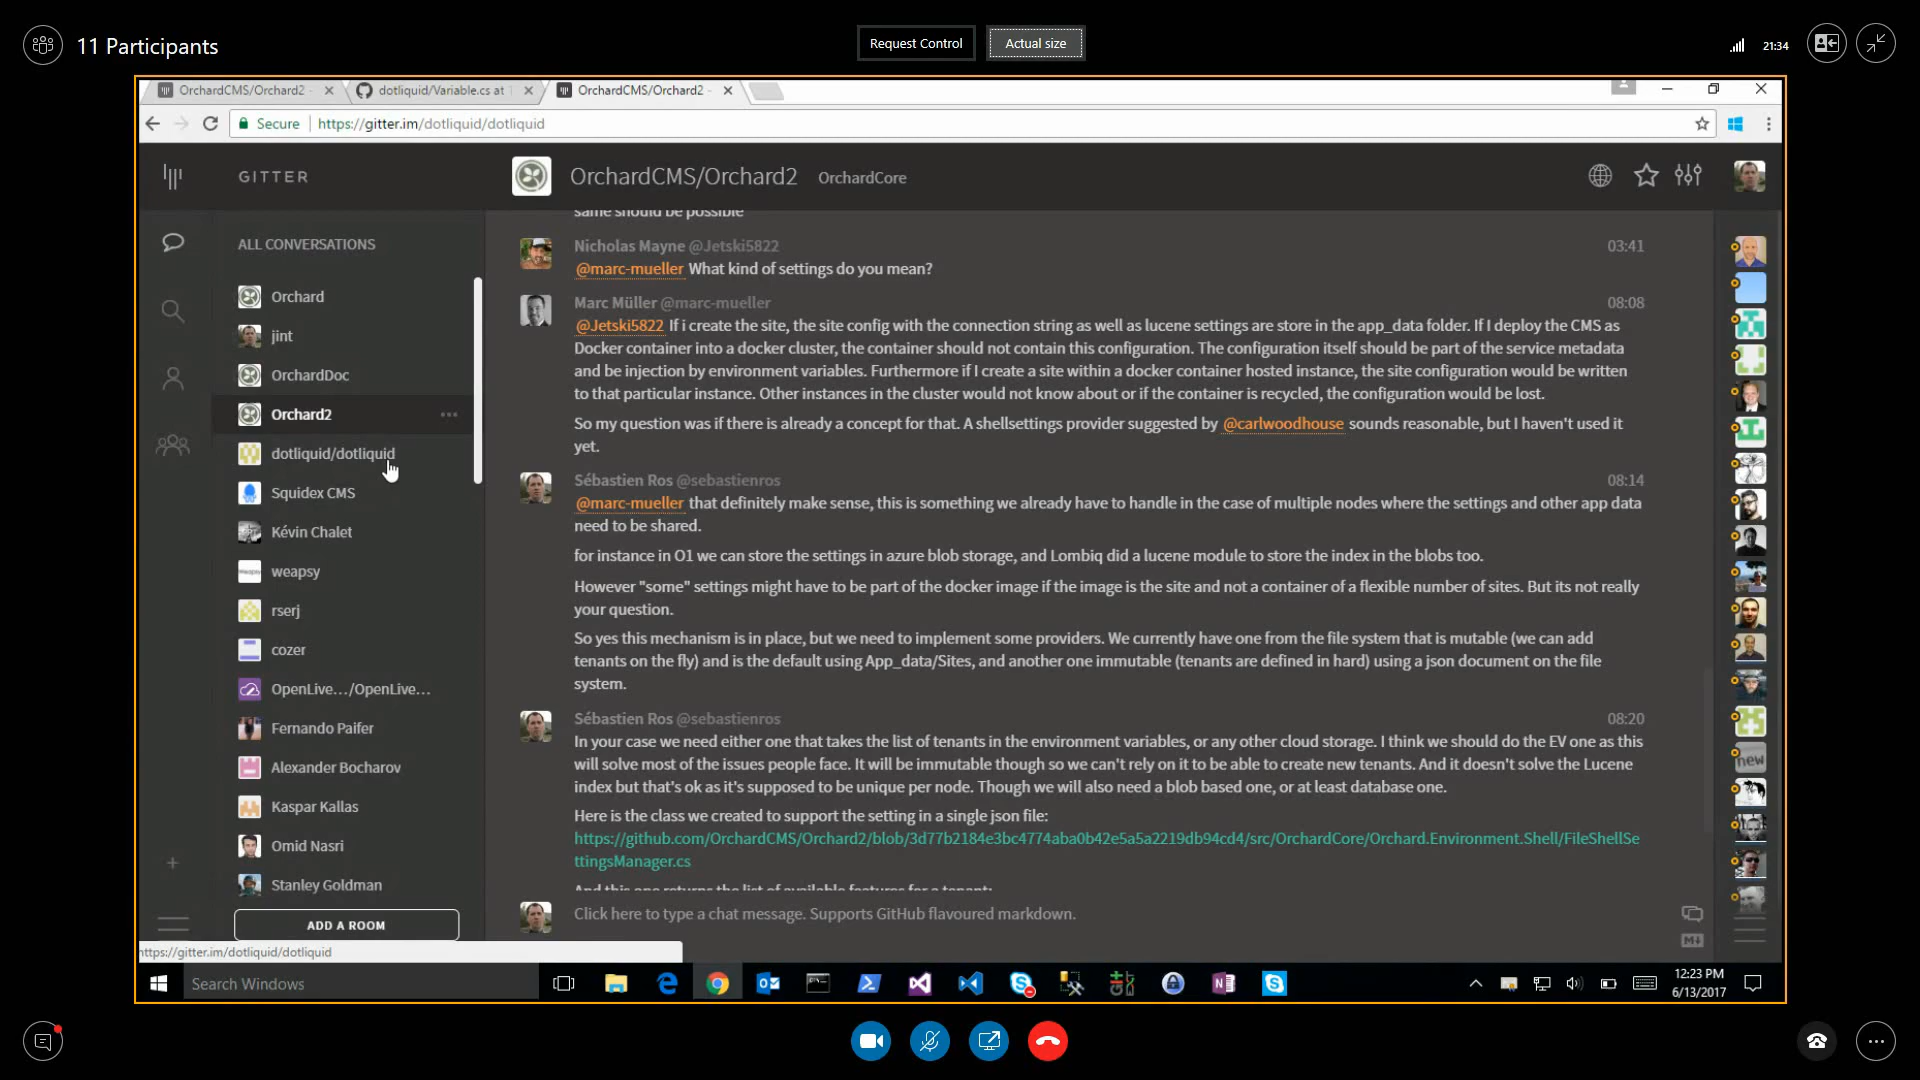 11 Participants
Request Control
Actual size
21:34
OrchardCMS/Orchard2 -
dotliquid/Variable.cs at
OrchardCMS/Orchard2 -
Secure
https://gitter.im/dotliquid/dotliquid
GITTER
OrchardCMS/Orchard2 OrchardCore
ALL CONVERSATIONS
Orchard
jint
OrchardDoc
Orchard2
dotliquid/dotliquid
Squidex CMS
Kévin Chalet
weapsy
rserj
cozer
OpenLive.../OpenLive...
Fernando Paifer
Alexander Bocharov
Kaspar Kallas
Omid Nasri
Stanley Goldman
ADD A ROOM
https://gitter.im/dotliquid/dotliquid
same should be possible
Nicholas Mayne @Jetski5822 03:41
@marc-mueller What kind of settings do you mean?
Marc Müller @marc-mueller 08:08
@Jetski5822 If i create the site, the site config with the connection string as well as lucene settings are store in the app_data folder. If I deploy the CMS as
Docker container into a docker cluster, the container should not contain this configuration. The configuration itself should be part of the service metadata
and be injection by environment variables. Furthermore if I create a site within a docker container hosted instance, the site configuration would be written
to that particular instance. Other instances in the cluster would not know about or if the container is recycled, the configuration would be lost.
So my question was if there is already a concept for that. A shellsettings provider suggested by @carlwoodhouse sounds reasonable, but I haven't used it
yet.
Sébastien Ros @sebastienros 08:14
@marc-mueller that definitely make sense, this is something we already have to handle in the case of multiple nodes where the settings and other app data
need to be shared.
for instance in O1 we can store the settings in azure blob storage, and Lombiq did a lucene module to store the index in the blobs too.
However "some" settings might have to be part of the docker image if the image is the site and not a container of a flexible number of sites. But its not really
your question.
So yes this mechanism is in place, but we need to implement some providers. We currently have one from the file system that is mutable (we can add
tenants on the fly) and is the default using App_data/Sites, and another one immutable (tenants are defined in hard) using a json document on the file
system.
Sébastien Ros @sebastienros 08:20
In your case we need either one that takes the list of tenants in the environment variables, or any other cloud storage. I think we should do the EV one as this
will solve most of the issues people face. It will be immutable though so we can't rely on it to be able to create new tenants. And it doesn't solve the Lucene
index but that's ok as it's supposed to be unique per node. Though we will also need a blob based one, or at least database one.
Here is the class we created to support the setting in a single json file:
https://github.com/OrchardCMS/Orchard2/blob/3d77b2184e3bc4774aba0b42e5a5a2219db94cd4/src/OrchardCore/Orchard.Environment.Shell/FileShellSe
ttingsManager.cs
And this one returns the list of available features for a tenant:
Click here to type a chat message. Supports GitHub flavoured markdown.
new
Search Windows
12:23 PM
6/13/2017